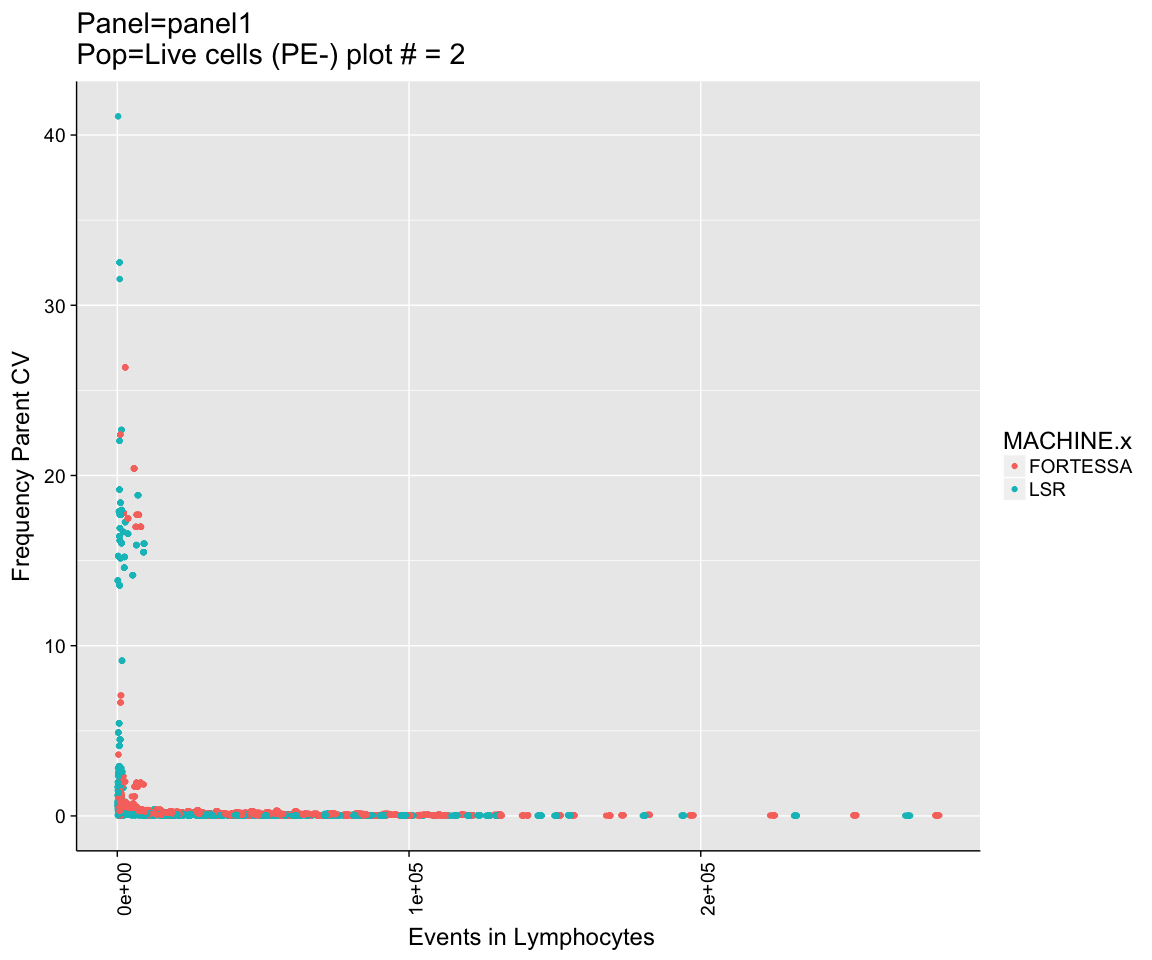 Panel=panel1
Pop=Live cells (PE-) plot # = 2
Frequency Parent CV
40
30
20
10
0
0e+00
1e+05
2e+05
Events in Lymphocytes
MACHINE.x
FORTESSA
LSR